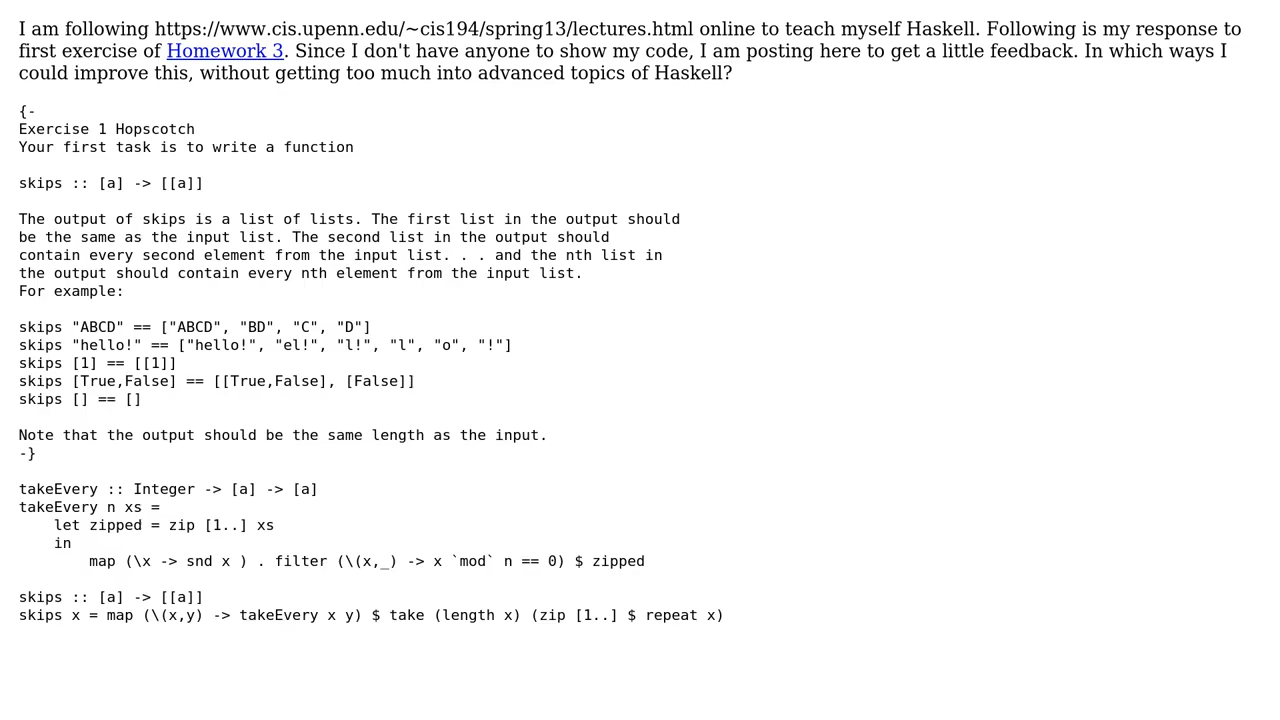 I am following https://www.cis.upenn.edu/~cis194/spring13/lectures.html online to teach myself Haskell. Following is my response to
first exercise of Homework 3. Since I don't have anyone to show my code, I am posting here to get a little feedback. In which ways I
could improve this, without getting too much into advanced topics of Haskell?
{-
Exercise 1 Hopscotch
Your first task is to write a function
skips :: [a] -> [[a]]
The output of skips is a list of lists. The first list in the output should
be the same as the input list. The second list in the output should
contain every second element from the input list. . . and the nth list in
the output should contain every nth element from the input list.
For example:
skips "ABCD" == ["ABCD", "BD", "C", "D"]
skips "hello!" == ["hello!", "el!", "l!", "l", "o", "!"]
skips [1] == [[1]]
skips [True,False] == [[True,False], [False]]
skips [] == []
Note that the output should be the same length as the input.
-}
takeEvery :: Integer -> [a] -> [a]
takeEvery n xs =
    let zipped = zip [1..] xs
    in
        map (\x -> snd x ) . filter (\(x,_) -> x `mod` n == 0) $ zipped
skips :: [a] -> [[a]]
skips x = map (\(x,y) -> takeEvery x y) $ take (length x) (zip [1..] $ repeat x)